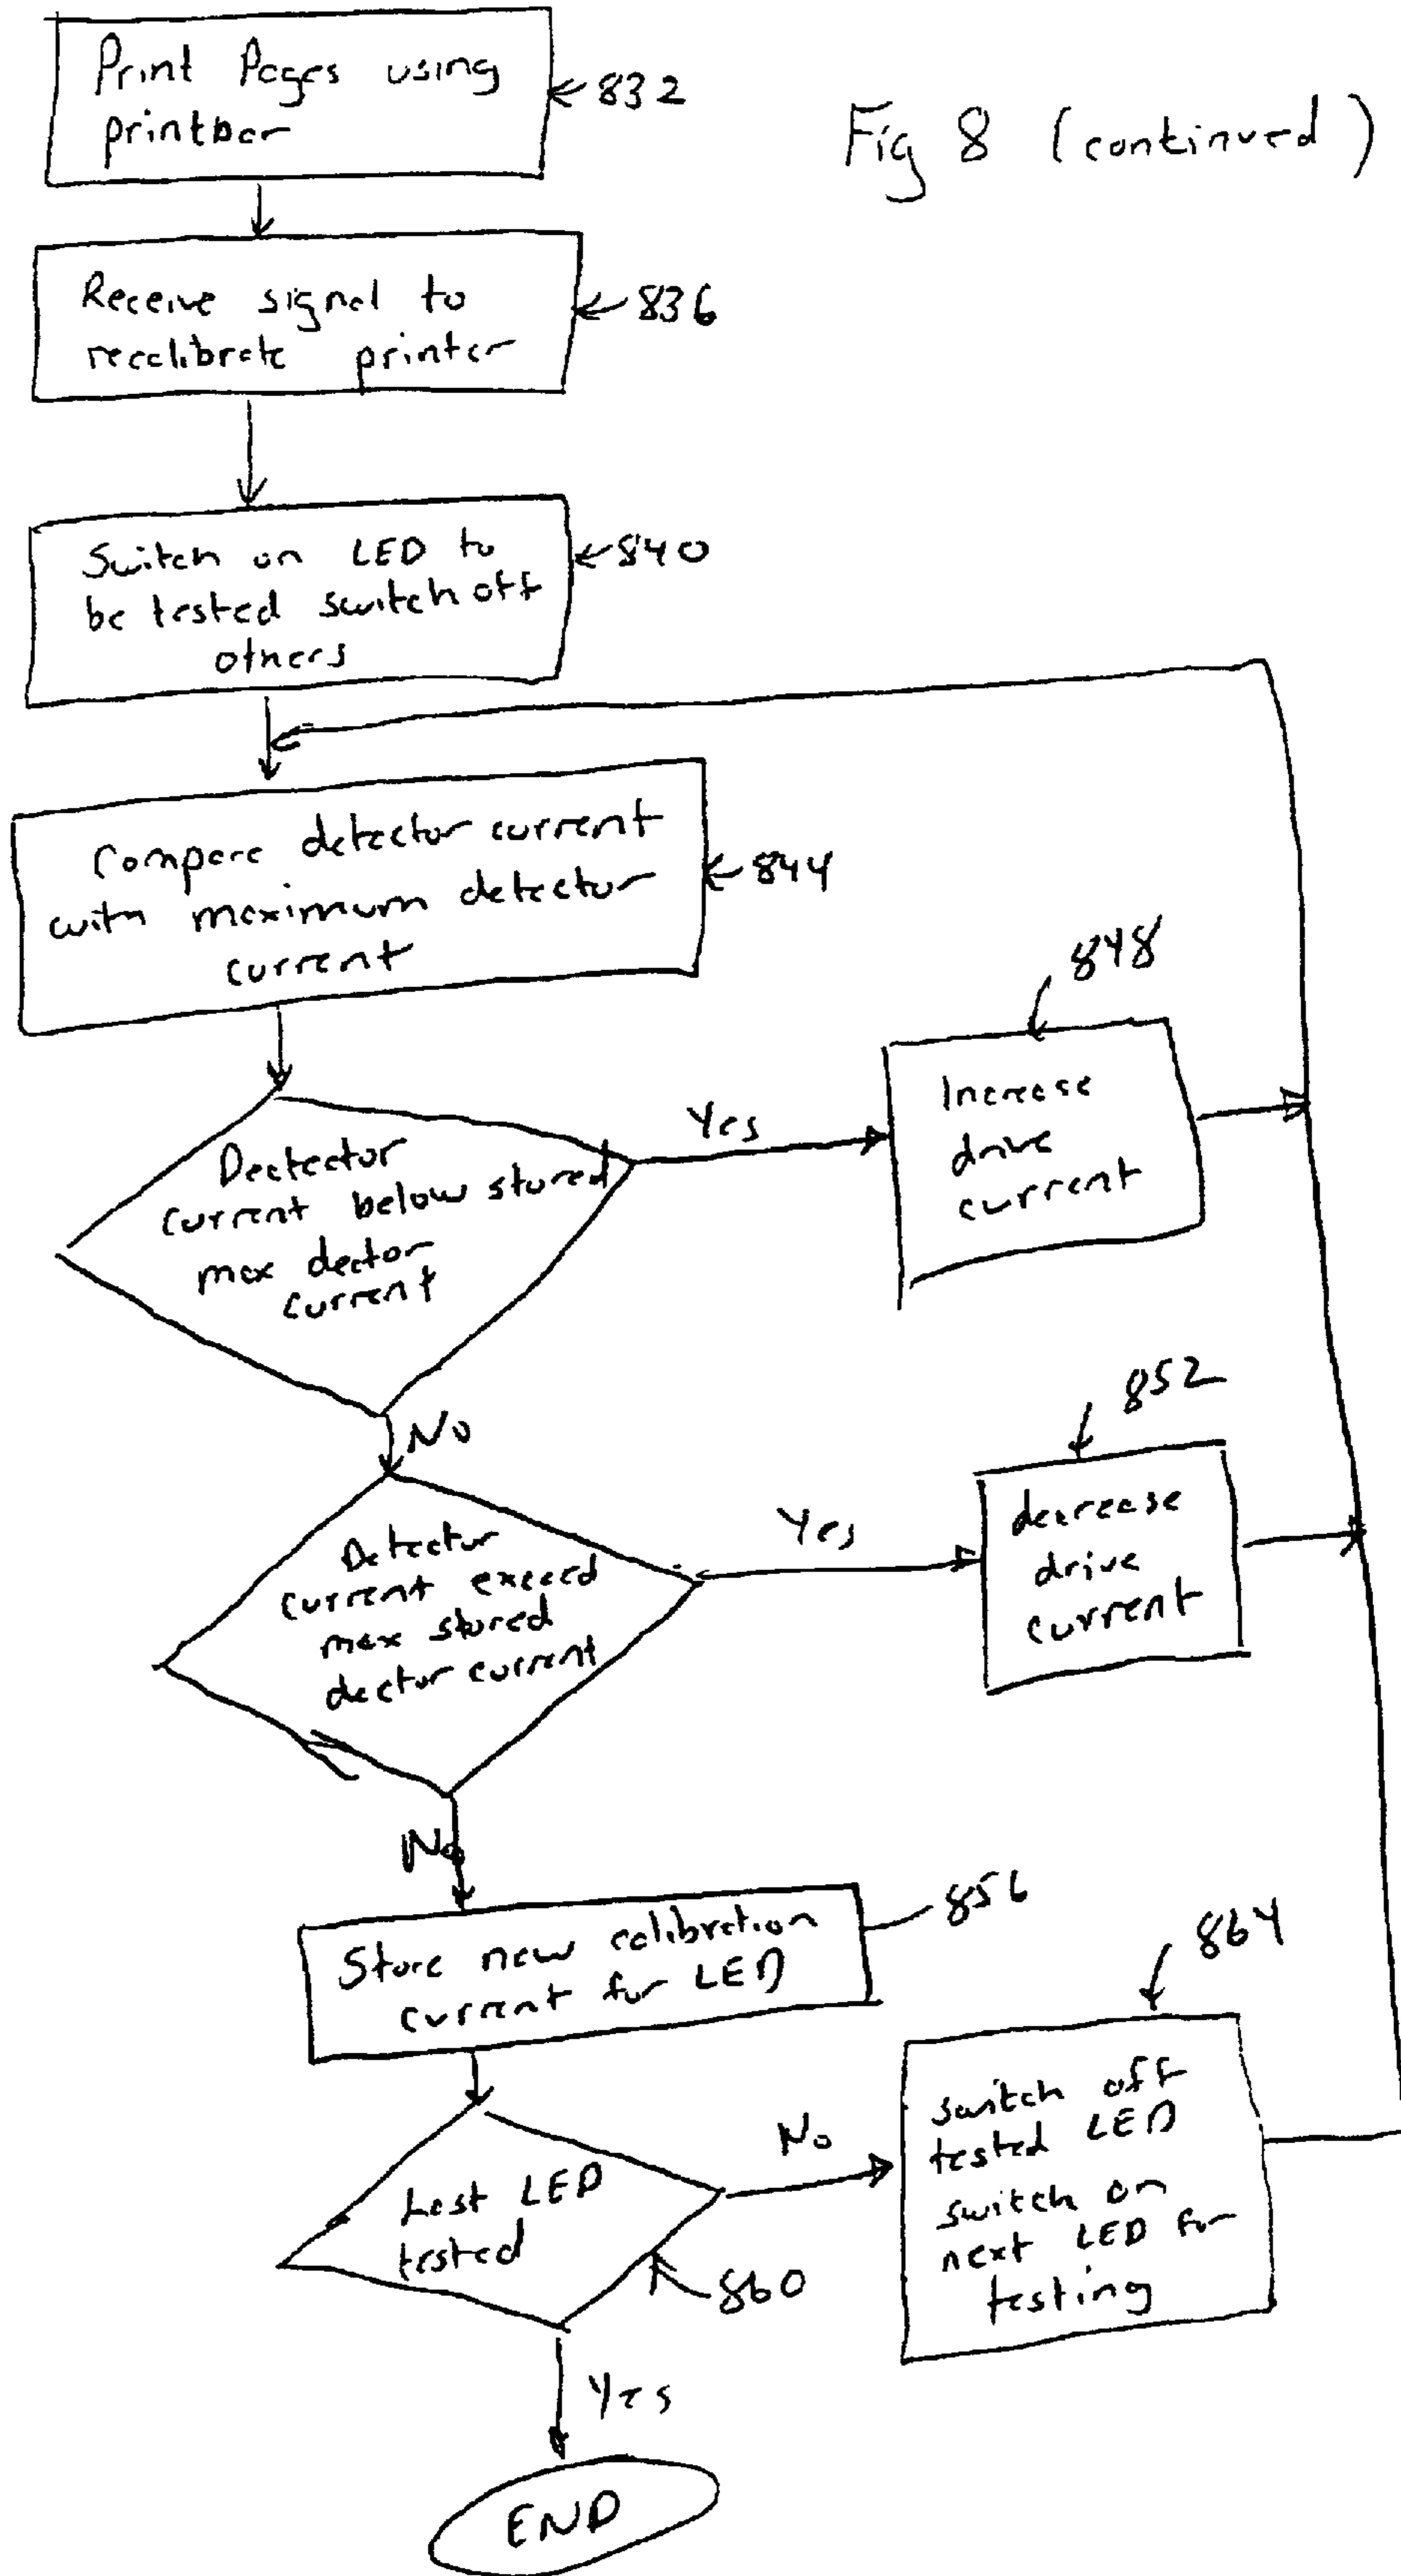 Print Pages using
printbar
832
Fig 8 (continued)
Receive signal to
recalibrate printer
836
Switch on LED to
be tested switch off
others
840
Compare detector current
with maximum detector
current
844
848
Increase
drive
current
Yes
Dectector
current below stored
max dector
current
No
852
decrease
drive
current
Yes
Detector
current exceed
max stored
dector current
No
856
Store new calibration
current for LED
864
switch off
tested LED
switch on
next LED for
testing
No
Last LED
tested
860
Yes
END